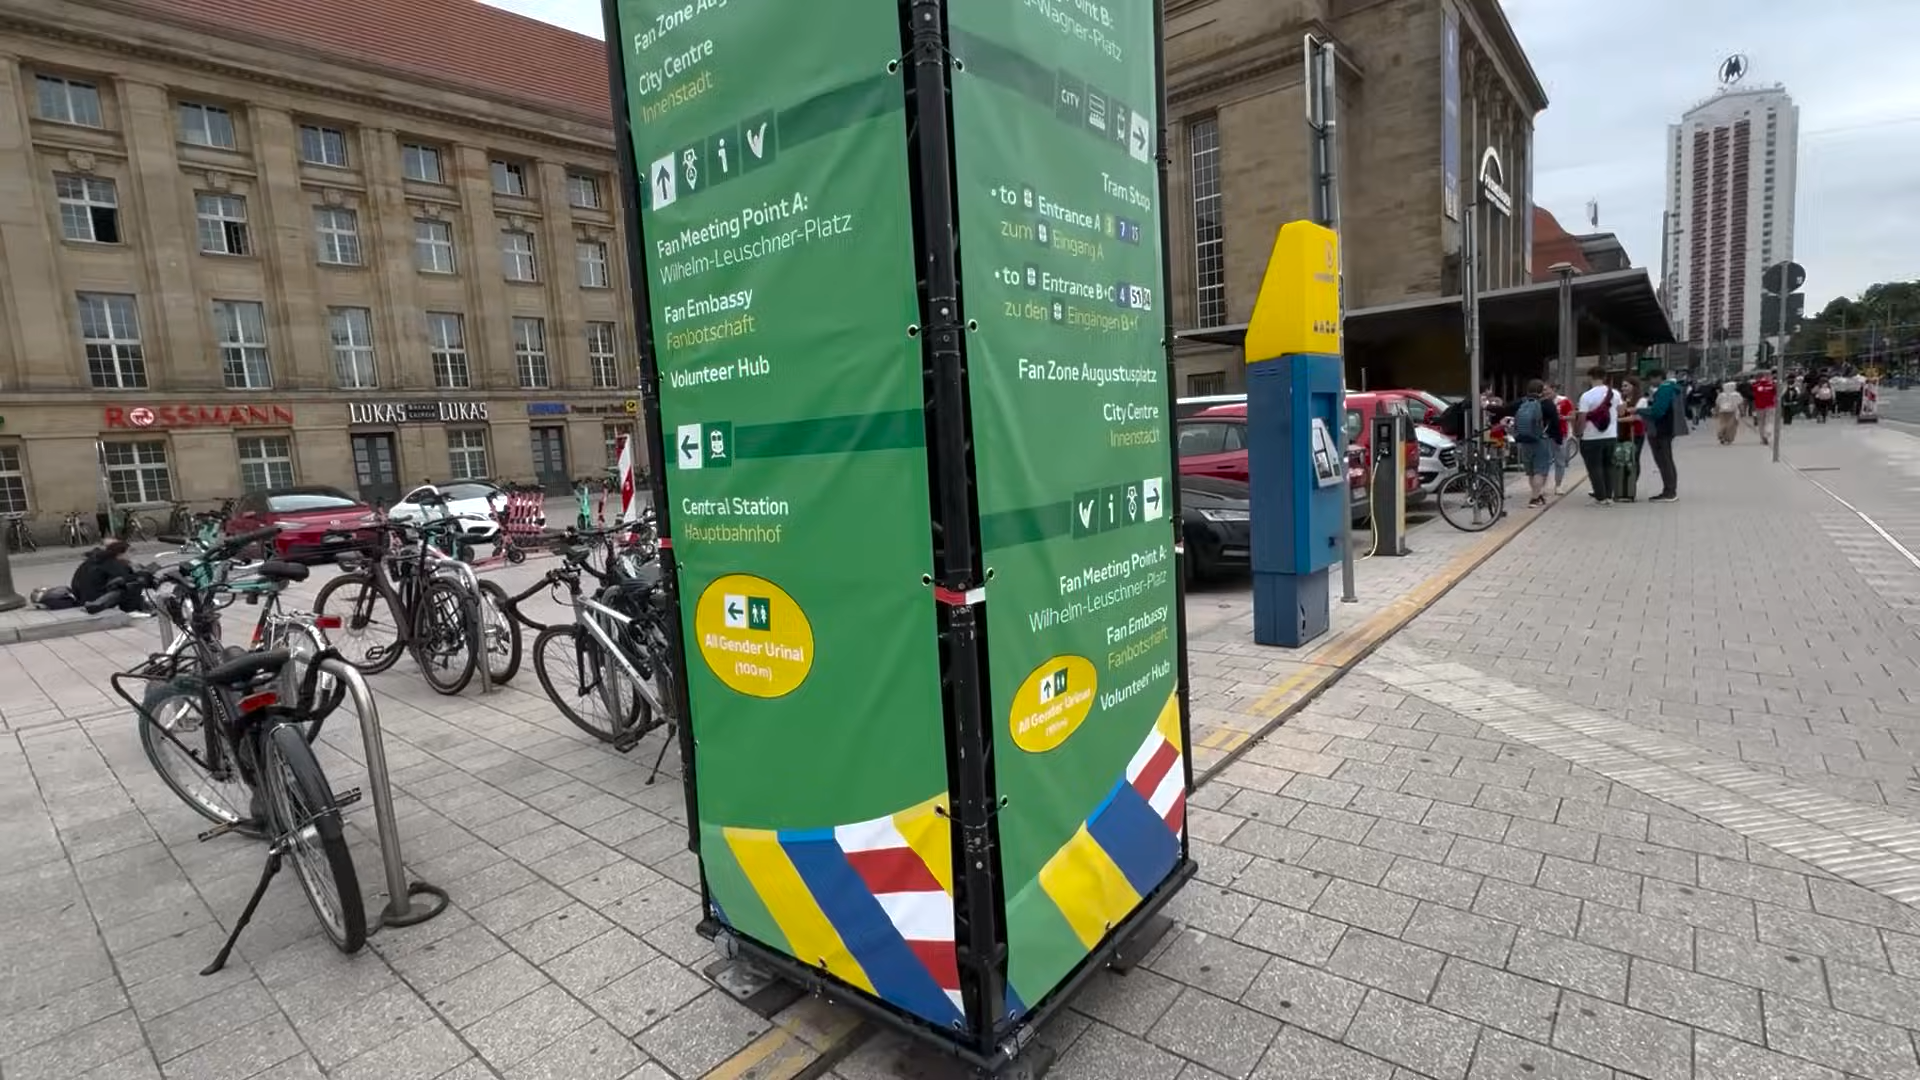 Fan Zone Aug
City Centre
Innenstadt
i
Fan Meeting Point A:
Wilhelm-Leuschner-Platz
Fan Embassy
Fanbotschaft
Volunteer Hub
Central Station
Hauptbahnhof
All Gender Urinal
(100 m)
oint B:
-Wagner-Platz
CITY
Tram Stop
• to Entrance A 3 7 15
zum Eingang A
• to Entrance B+C 4 51
zu den Eingängen B+C
Fan Zone Augustusplatz
City Centre
Innenstadt
i
Fan Meeting Point A:
Wilhelm-Leuschner-Platz
Fan Embassy
Fanbotschaft
Volunteer Hub
All Gender Urinal
ROSSMANN
LUKAS BÄCKER LUKAS